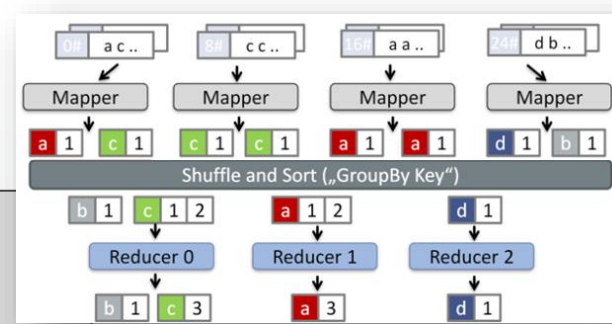 0# a c .. 8# c c .. 16# a a .. 24# d b ..
Mapper Mapper Mapper Mapper
a 1 c 1 c 1 c 1 a 1 a 1 d 1 b 1
Shuffle and Sort („GroupBy Key“)
b 1 c 1 2 a 1 2 d 1
Reducer 0 Reducer 1 Reducer 2
b 1 c 3 a 3 d 1